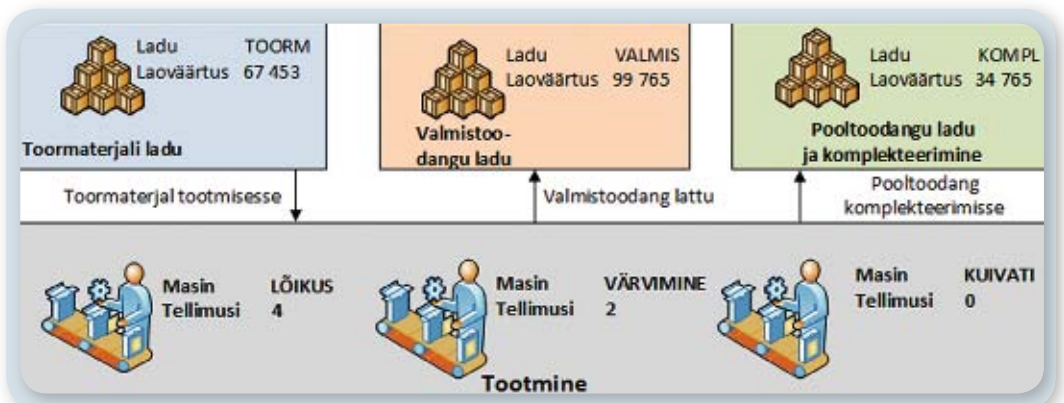 Ladu TOORM
Laoväärtus 67 453
Toormaterjali ladu
Ladu VALMIS
Laoväärtus 99 765
Valmistoo-
dangu ladu
Ladu KOMPL
Laoväärtus 34 765
Pooltoodangu ladu
ja komplekteerimine
Toormaterjal tootmisesse
Valmistoodang lattu
Pooltoodang
komplekteerimisse
Masin LÕIKUS
Tellimusi 4
Masin VÄRVIMINE
Tellimusi 2
Masin KUIVATI
Tellimusi 0
Tootmine